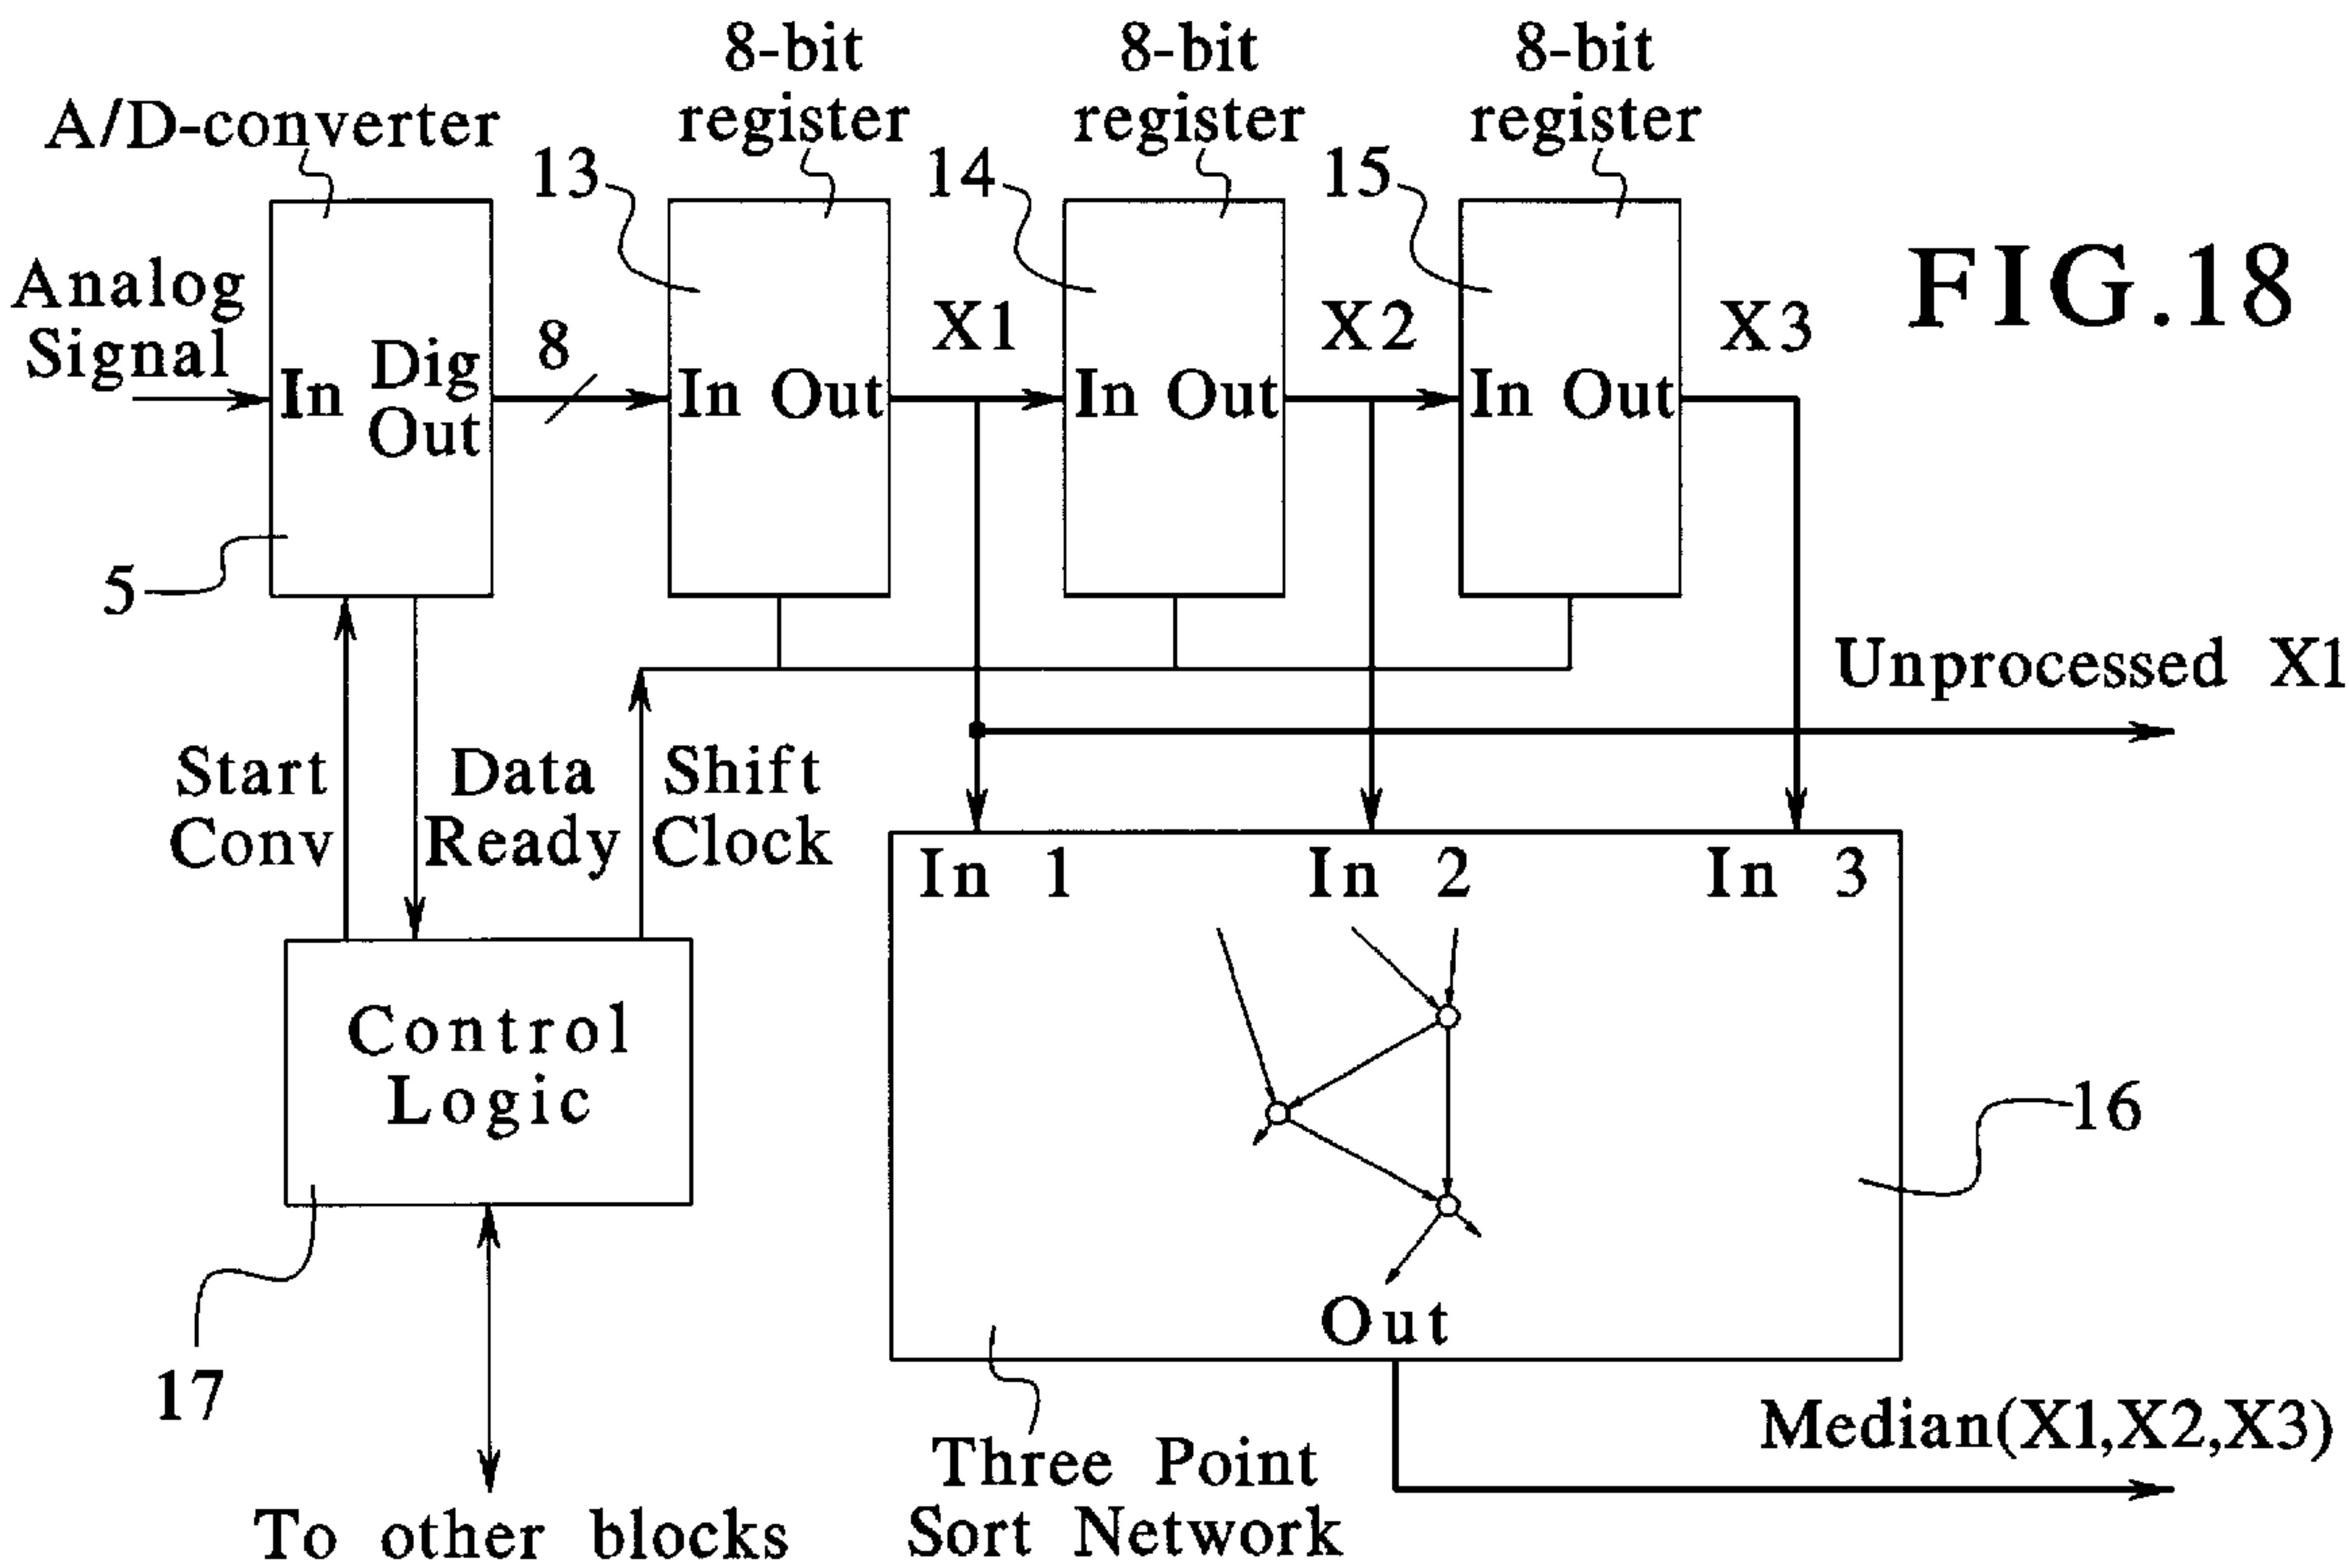 8-bit
register
8-bit
register
8-bit
register
A/D-converter
13
14
15
FIG.18
Analog
Signal
In
Dig
Out
8
In Out
X1
In Out
X2
In Out
X3
5
Unprocessed X1
Start
Conv
Data
Ready
Shift
Clock
In 1
In 2
In 3
Control
Logic
16
17
Out
Three Point
Sort Network
Median(X1,X2,X3)
To other blocks